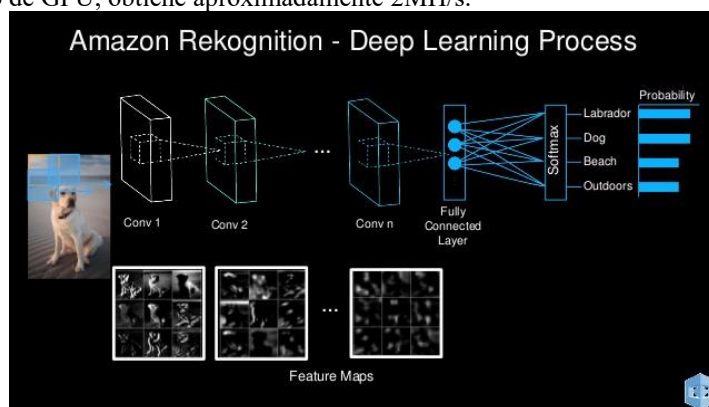 de GPU, obtiene aproximadamente 2MH/s.
Amazon Rekognition - Deep Learning Process
Probability
Labrador
Dog
Beach
Outdoors
Softmax
...
Conv 1
Conv 2
Conv n
Fully
Connected
Layer
...
Feature Maps